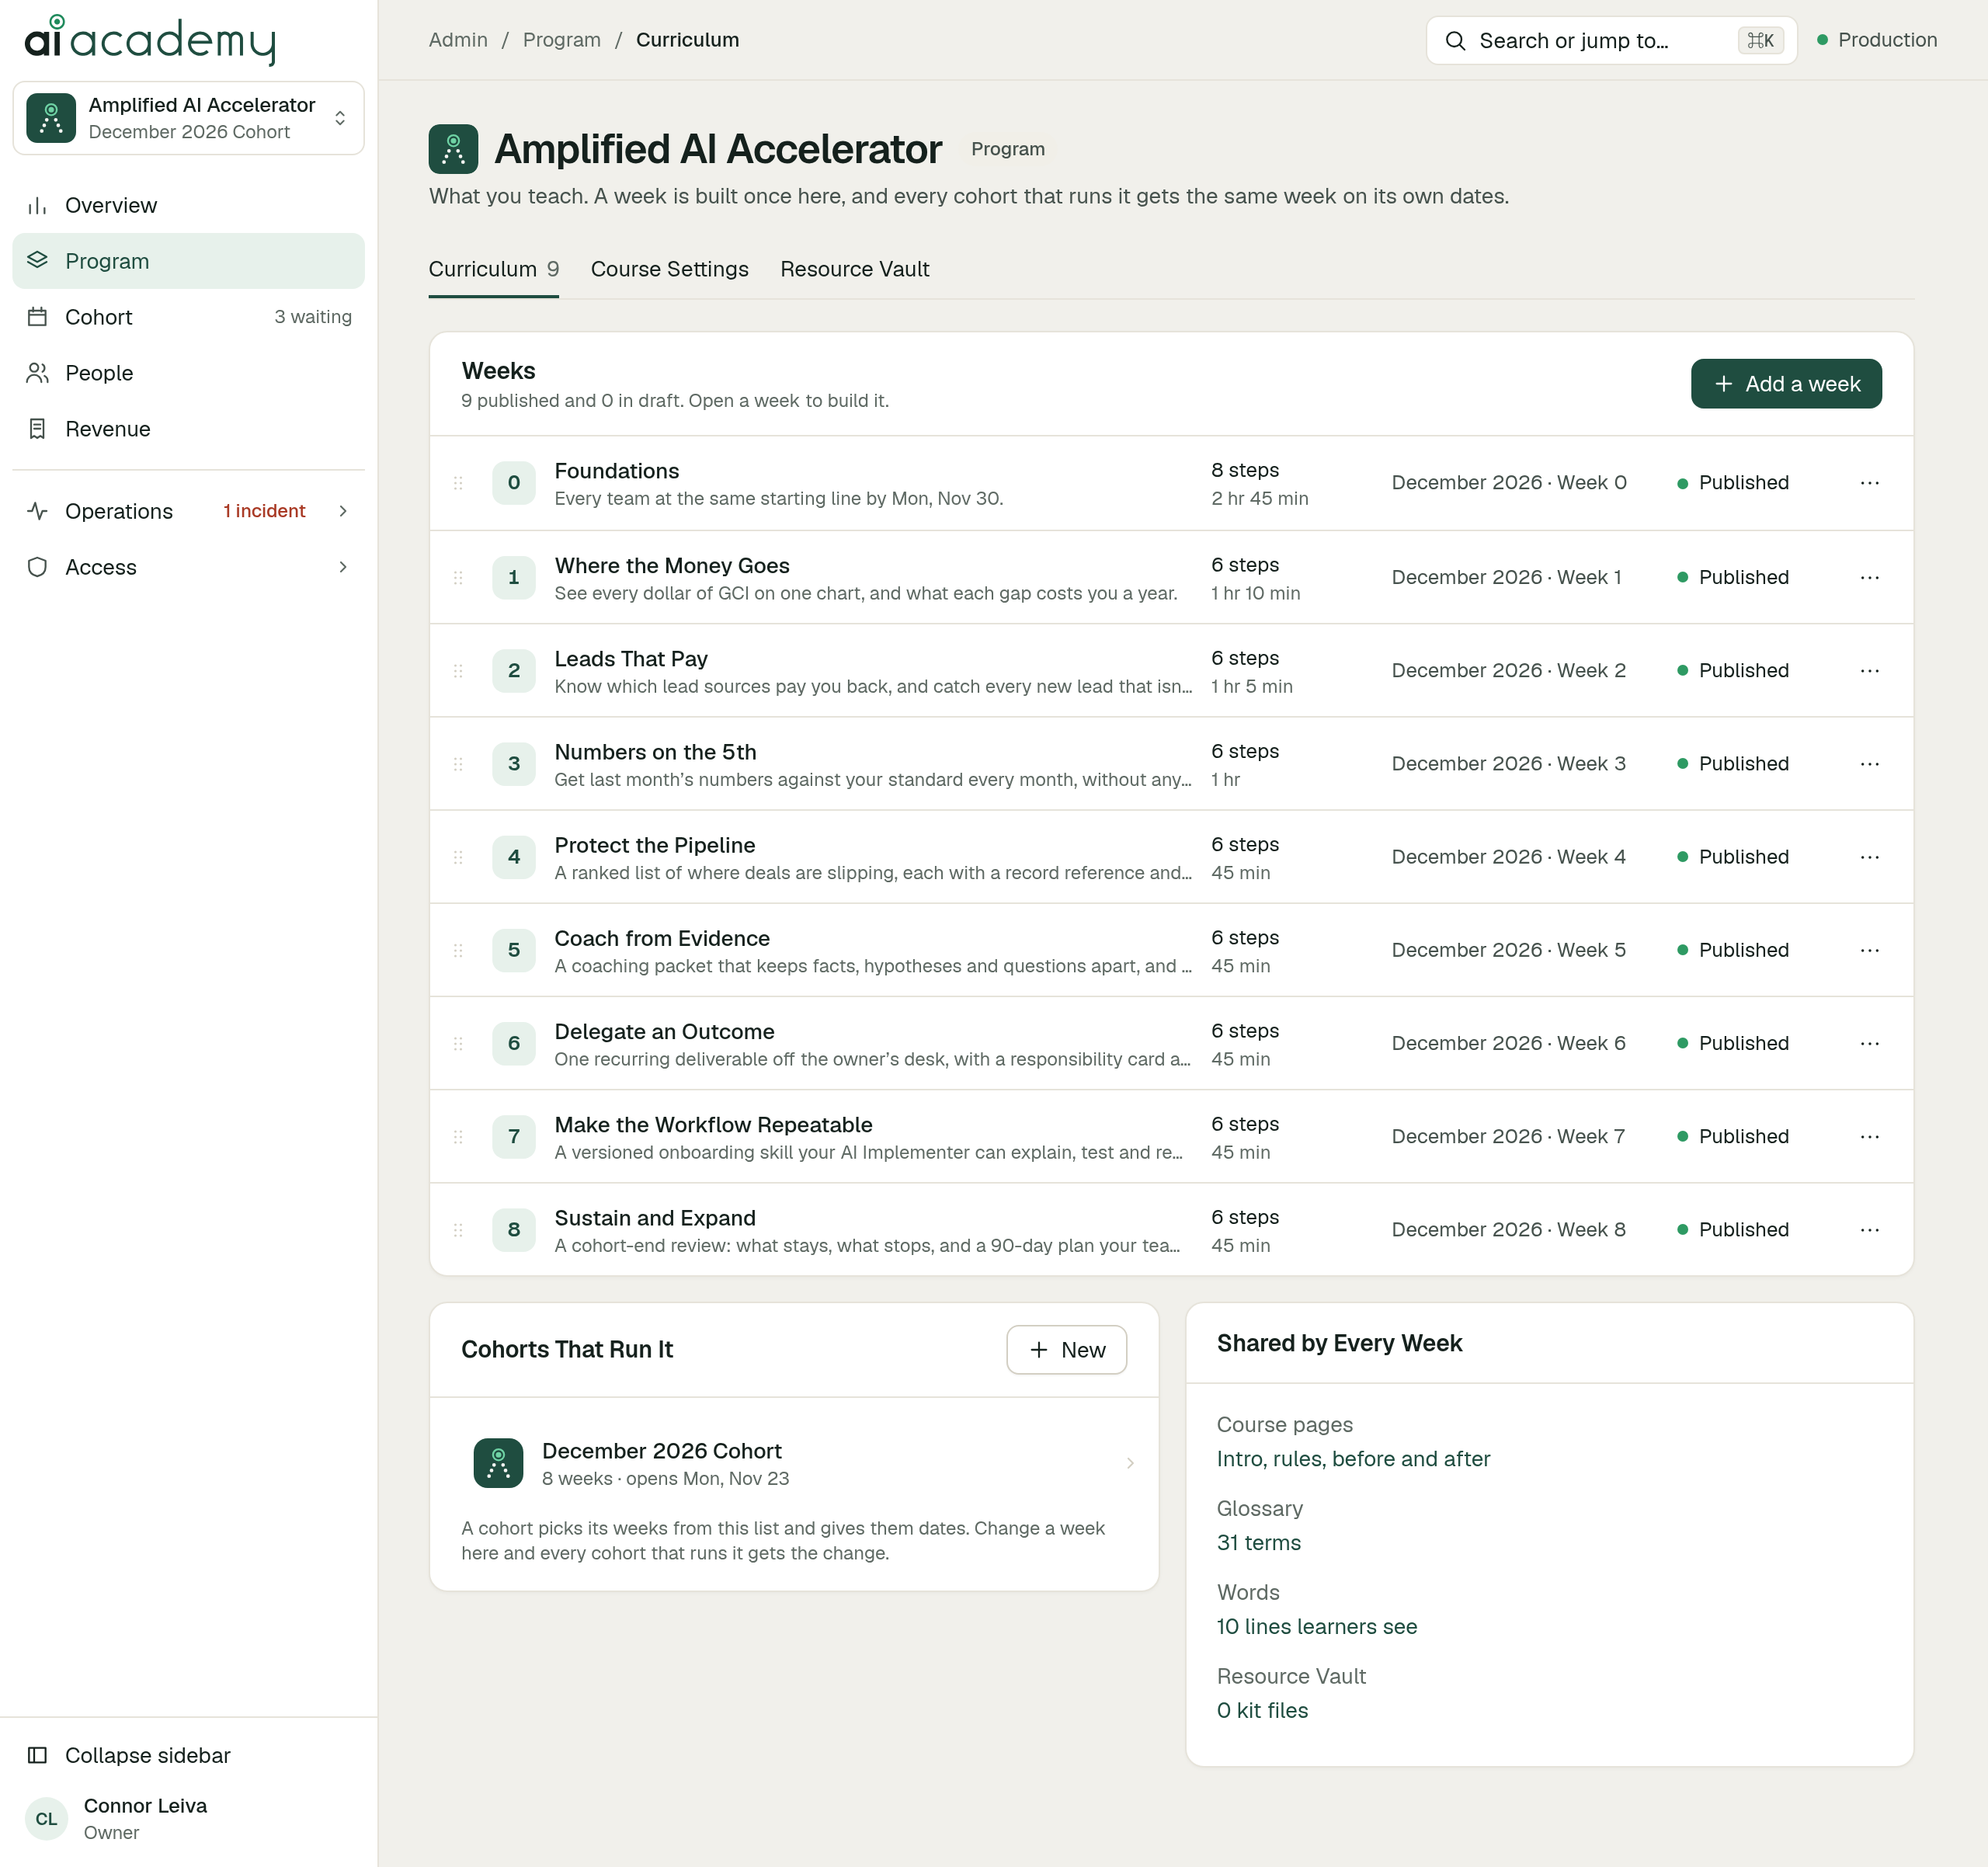 ai academy
Amplified AI Accelerator
December 2026 Cohort
Overview
Program
Cohort
3 waiting
People
Revenue
Operations
1 incident
Access
Collapse sidebar
CL
Connor Leiva
Owner
Admin / Program / Curriculum
Search or jump to…
⌘K
Production
Amplified AI Accelerator
Program
What you teach. A week is built once here, and every cohort that runs it gets the same week on its own dates.
Curriculum 9
Course Settings
Resource Vault
Weeks
9 published and 0 in draft. Open a week to build it.
+ Add a week
0
Foundations
Every team at the same starting line by Mon, Nov 30.
8 steps
2 hr 45 min
December 2026 · Week 0
Published
1
Where the Money Goes
See every dollar of GCI on one chart, and what each gap costs you a year.
6 steps
1 hr 10 min
December 2026 · Week 1
Published
2
Leads That Pay
Know which lead sources pay you back, and catch every new lead that isn…
6 steps
1 hr 5 min
December 2026 · Week 2
Published
3
Numbers on the 5th
Get last month’s numbers against your standard every month, without any…
6 steps
1 hr
December 2026 · Week 3
Published
4
Protect the Pipeline
A ranked list of where deals are slipping, each with a record reference and…
6 steps
45 min
December 2026 · Week 4
Published
5
Coach from Evidence
A coaching packet that keeps facts, hypotheses and questions apart, and …
6 steps
45 min
December 2026 · Week 5
Published
6
Delegate an Outcome
One recurring deliverable off the owner’s desk, with a responsibility card a…
6 steps
45 min
December 2026 · Week 6
Published
7
Make the Workflow Repeatable
A versioned onboarding skill your AI Implementer can explain, test and re…
6 steps
45 min
December 2026 · Week 7
Published
8
Sustain and Expand
A cohort-end review: what stays, what stops, and a 90-day plan your tea…
6 steps
45 min
December 2026 · Week 8
Published
Cohorts That Run It
+ New
December 2026 Cohort
8 weeks · opens Mon, Nov 23
A cohort picks its weeks from this list and gives them dates. Change a week
here and every cohort that runs it gets the change.
Shared by Every Week
Course pages
Intro, rules, before and after
Glossary
31 terms
Words
10 lines learners see
Resource Vault
0 kit files